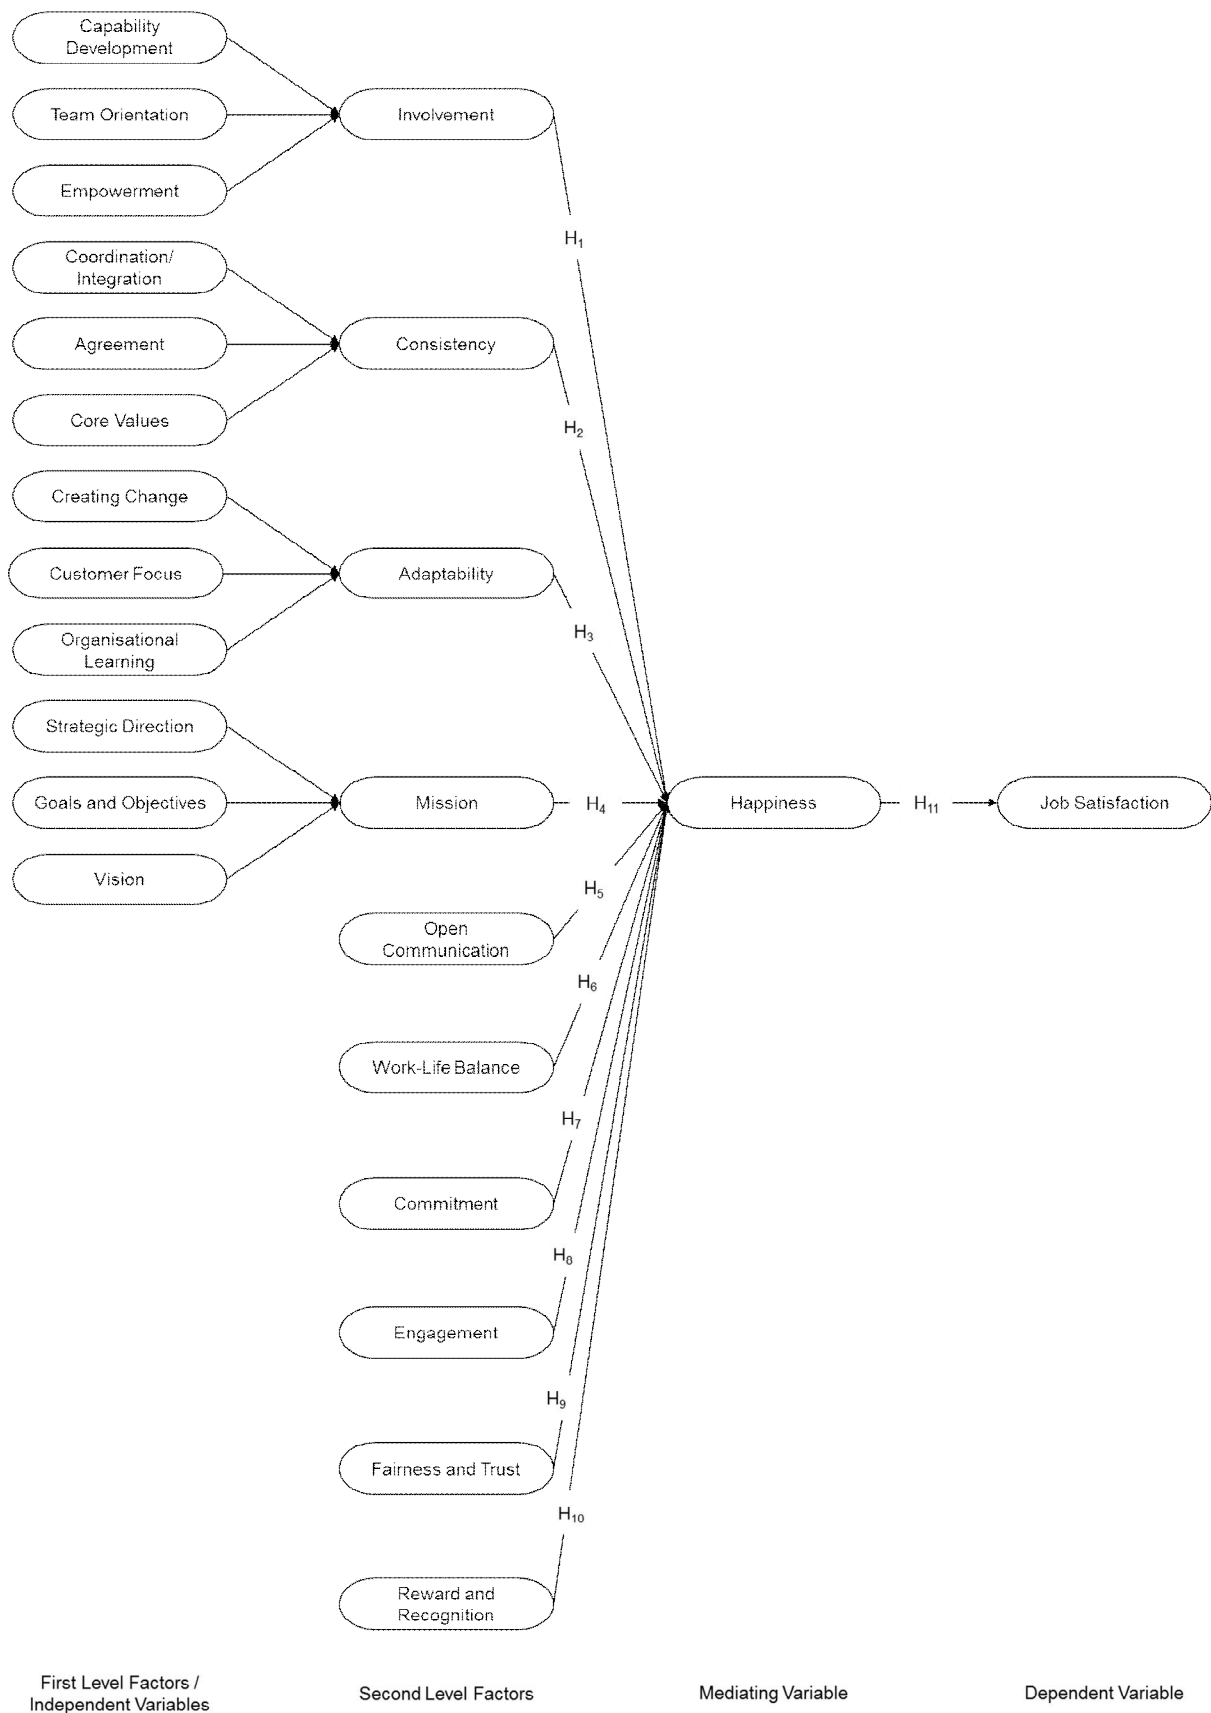 Capability
Development
Team Orientation
Involvement
Empowerment
H1
Coordination/
Integration
Agreement
Consistency
Core Values
H2
Creating Change
Customer Focus
Adaptability
Organisational
Learning
H3
Strategic Direction
Goals and Objectives
Mission
H4
Happiness
H11
Job Satisfaction
Vision
H5
Open
Communication
H6
Work-Life Balance
H7
Commitment
H8
Engagement
H9
Fairness and Trust
H10
Reward and
Recognition
First Level Factors /
Independent Variables
Second Level Factors
Mediating Variable
Dependent Variable